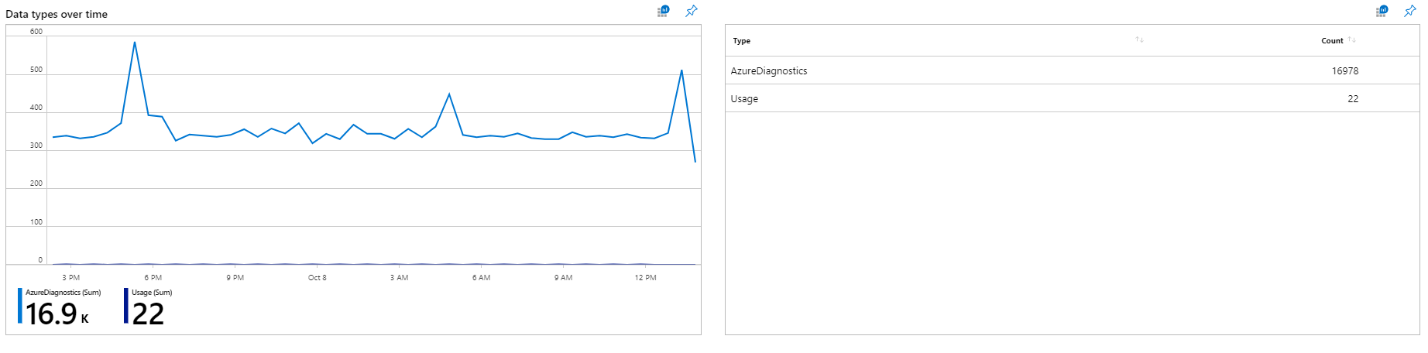 Data types over time
600
500
400
300
200
100
0
3 PM 6 PM 9 PM Oct 8 3 AM 6 AM 9 AM 12 PM
AzureDiagnostics (Sum) Usage (Sum)
16.9 K 22
Type Count
AzureDiagnostics 16978
Usage 22